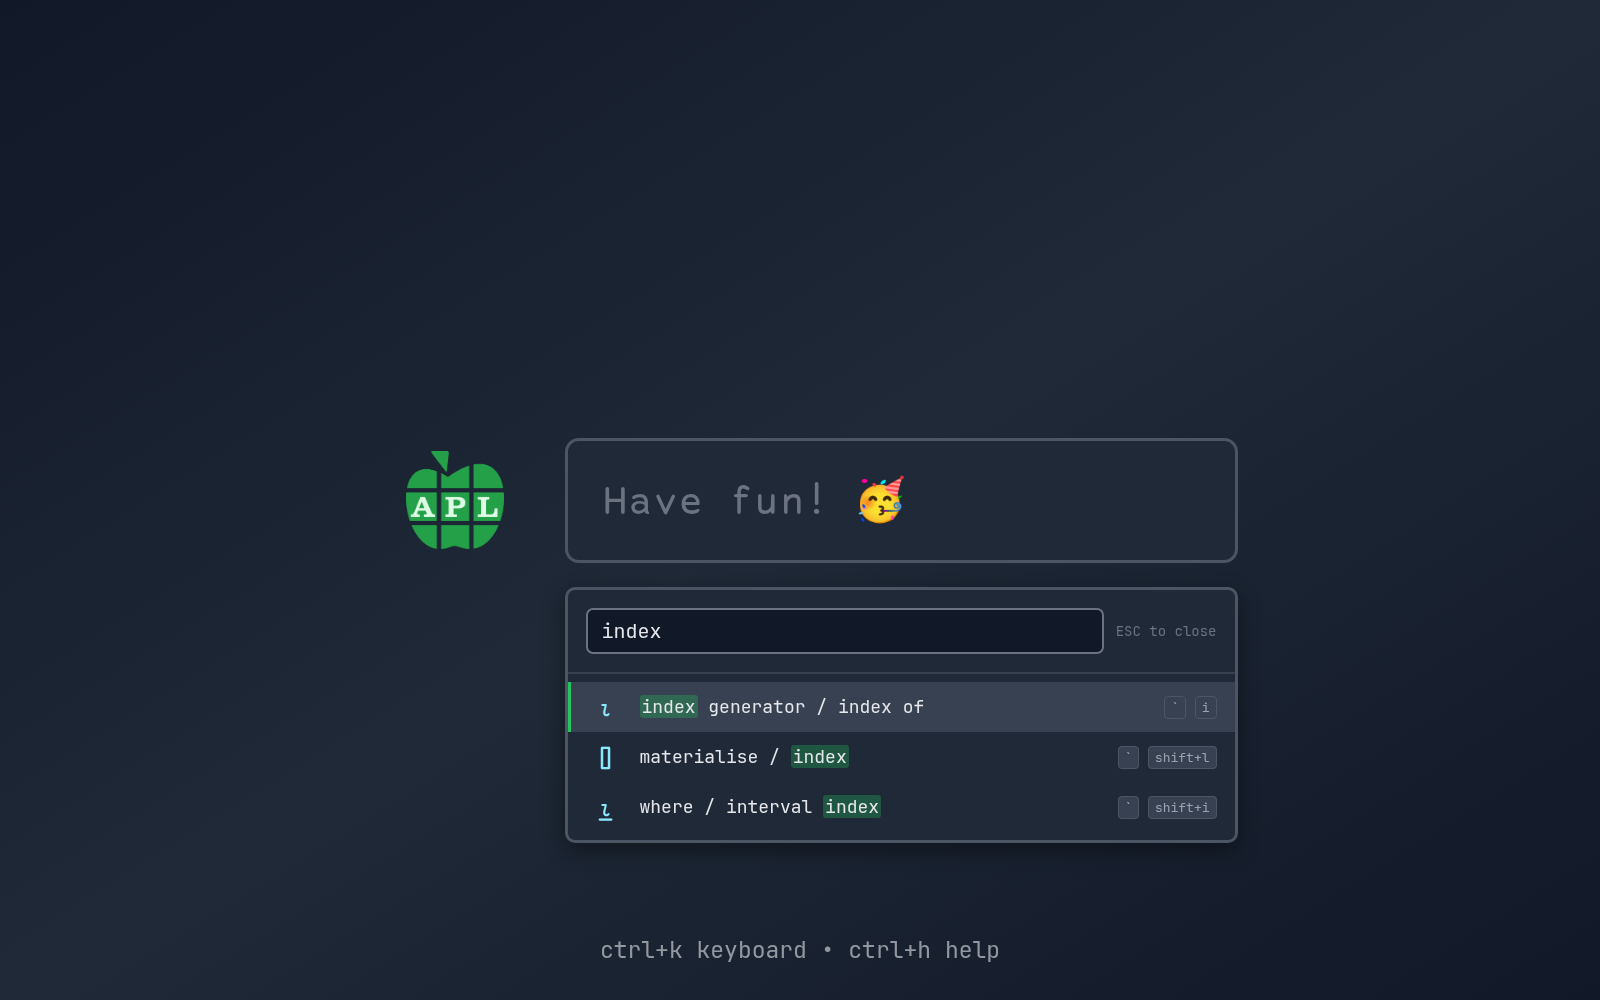 APL
Have fun! 🥳
index
ESC to close
⍳ index generator / index of ` i
⌷ materialise / index ` shift+l
⍸ where / interval index ` shift+i
ctrl+k keyboard • ctrl+h help